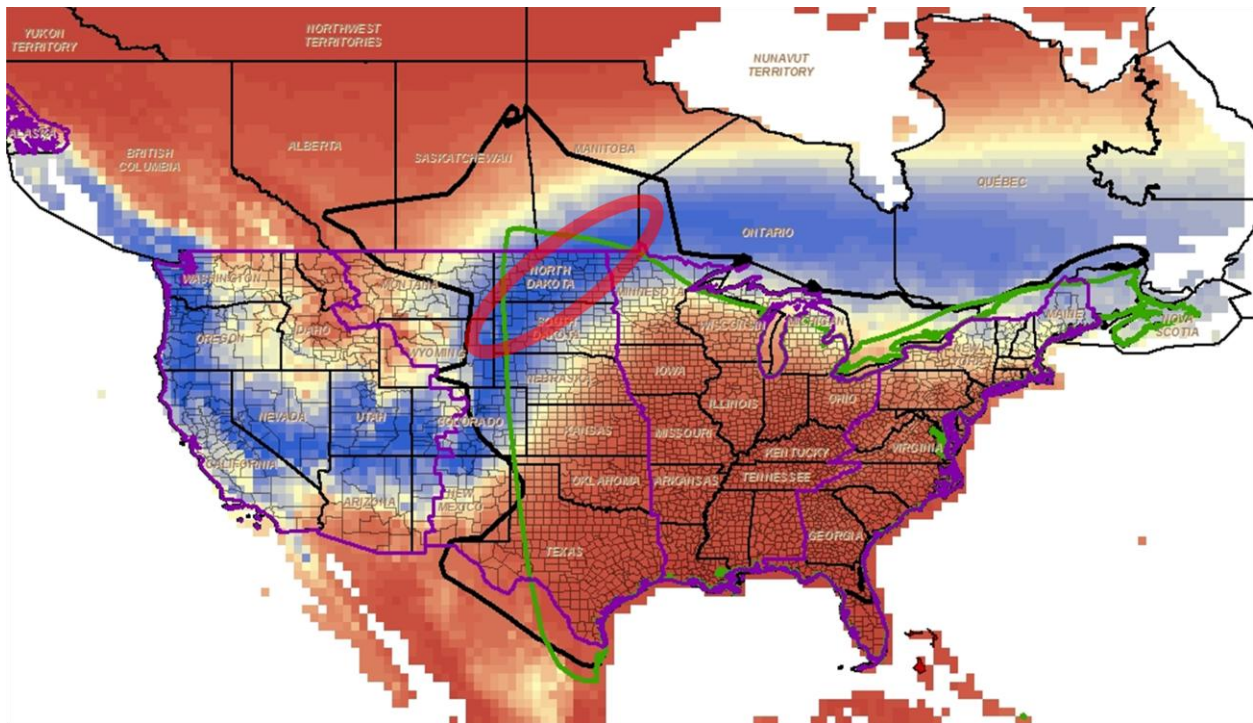 YUKON
TERRITORY
NORTHWEST
TERRITORIES
NUNAVUT
TERRITORY
ALASKA
BRITISH
COLUMBIA
ALBERTA
SASKATCHEWAN
MANITOBA
QUÉBEC
ONTARIO
WASHINGTON
MONTANA
NORTH
DAKOTA
MINNESO
MAINE
NOVA
SCOTIA
OREGON
IDAHO
WYOMING
SOUTH
DAKOTA
WISCONSIN
MICHIGAN
NEW
NEBRASKA
IOWA
NEVADA
UTAH
COLORADO
ILLINOIS
OHIO
CALIFORNIA
KANSAS
MISSOURI
KENTUCKY
VIRGINIA
ARIZONA
NEW
MEXICO
OKLAHOMA
ARKANSAS
TENNESSEE
TEXAS
GEORGIA